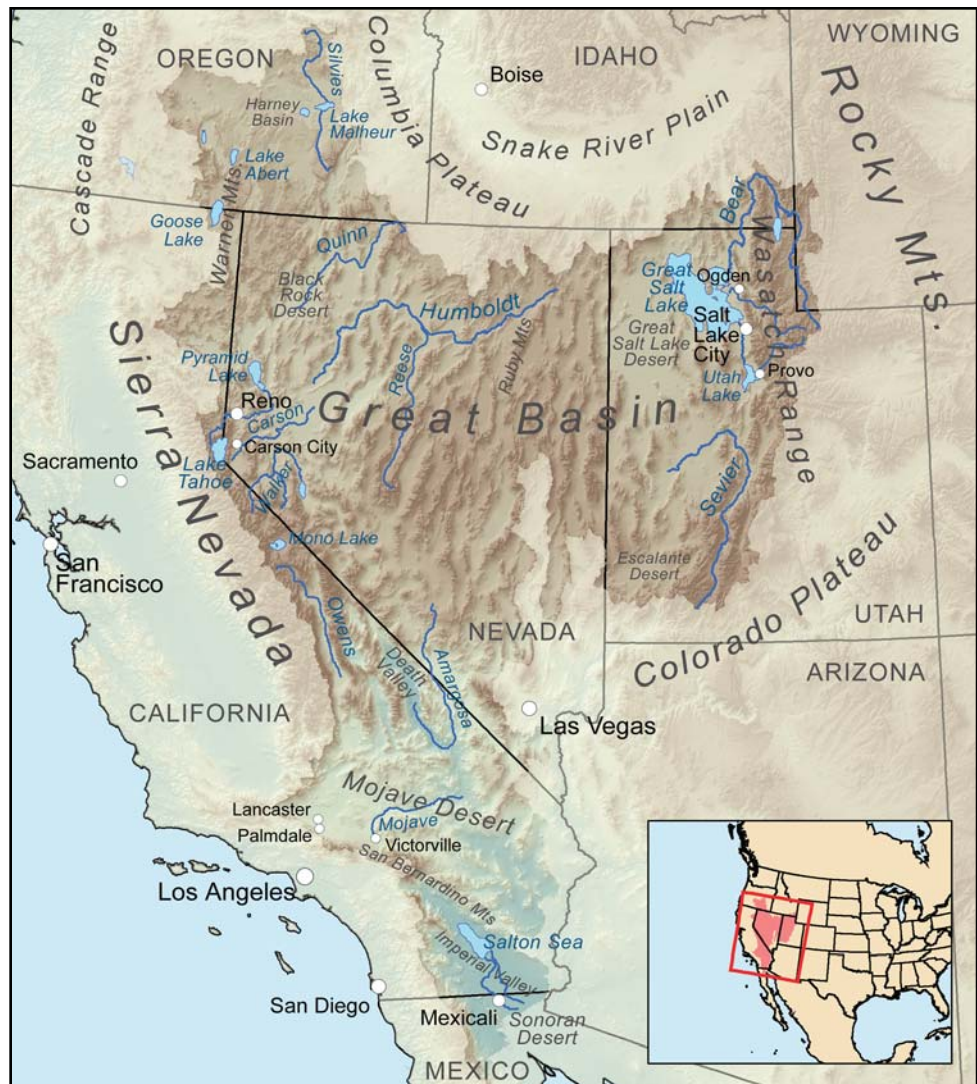 WYOMING
OREGON
IDAHO
Cascade Range
Silvies
Columbia Plateau
Boise
Rocky Mts.
Harney
Basin
Lake
Malheur
Snake River Plain
Lake
Abert
Warner Mts.
Goose
Lake
Bear
Wasatch Range
Quinn
Black
Rock
Desert
Great
Salt
Lake
Ogden
Humboldt
Salt
Lake
City
Great
Salt Lake
Desert
Ruby Mts
Reese
Pyramid
Lake
Utah
Lake
Provo
Sierra Nevada
Reno
Carson
Great Basin
Carson City
Lake
Tahoe
Walker
Sacramento
Sevier
Mono Lake
San
Francisco
Escalante
Desert
Colorado Plateau
Owens
NEVADA
UTAH
Amargosa
Death
Valley
ARIZONA
CALIFORNIA
Las Vegas
Mojave Desert
Lancaster
Palmdale
Mojave
Victorville
San Bernardino Mts
Los Angeles
Salton Sea
Imperial Valley
San Diego
Mexicali
Sonoran
Desert
MEXICO